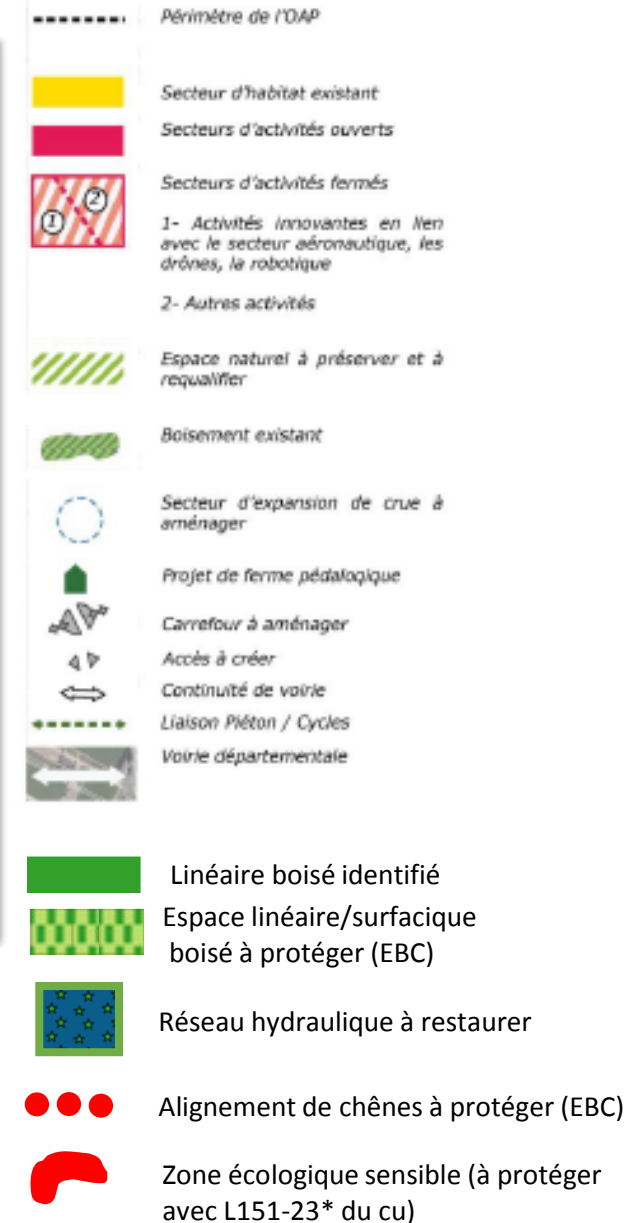 Périmètre de l'OAP
Secteur d'habitat existant
Secteurs d'activités ouverts
Secteurs d'activités fermés
1 2
1- Activités innovantes en lien
avec le secteur aéronautique, les
drônes, la robotique
2- Autres activités
Espace naturel à préserver et à
requalifier
Boisement existant
Secteur d'expansion de crue à
aménager
Projet de ferme pédalogique
Carrefour à aménager
Accès à créer
Continuité de voirie
Liaison Piéton / Cycles
Voirie départementale
Linéaire boisé identifié
Espace linéaire/surfacique
boisé à protéger (EBC)
Réseau hydraulique à restaurer
Alignement de chênes à protéger (EBC)
Zone écologique sensible (à protéger
avec L151-23* du cu)